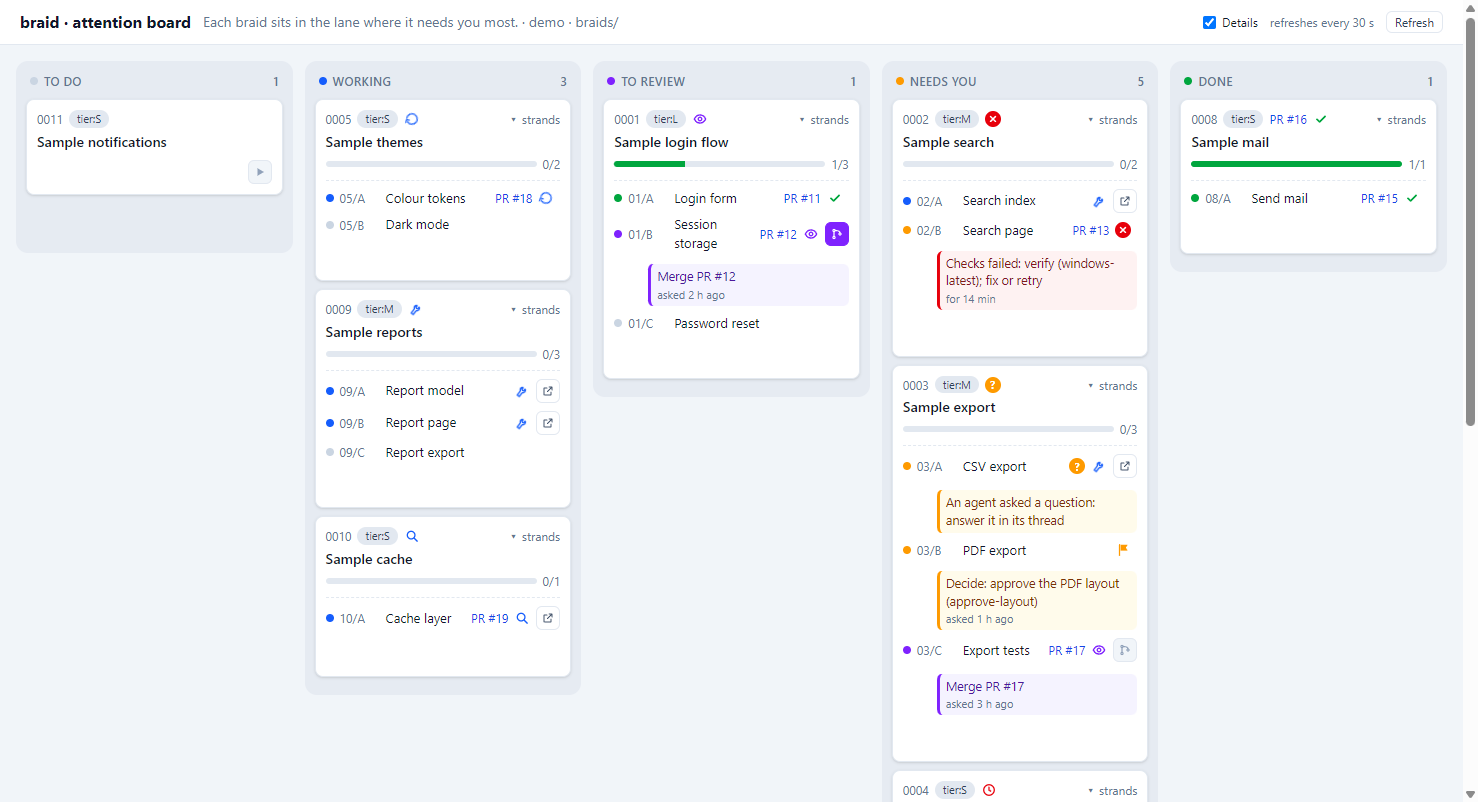 braid · attention board Each braid sits in the lane where it needs you most. · demo · braids/ Details refreshes every 30 s Refresh
TO DO 1
0011 tier:S
Sample notifications
WORKING 3
0005 tier:S strands
Sample themes
0/2
05/A Colour tokens PR #18
05/B Dark mode
0009 tier:M strands
Sample reports
0/3
09/A Report model
09/B Report page
09/C Report export
0010 tier:S strands
Sample cache
0/1
10/A Cache layer PR #19
TO REVIEW 1
0001 tier:L strands
Sample login flow
1/3
01/A Login form PR #11
01/B Session storage PR #12
Merge PR #12
asked 2 h ago
01/C Password reset
NEEDS YOU 5
0002 tier:M strands
Sample search
0/2
02/A Search index
02/B Search page PR #13
Checks failed: verify (windows-
latest); fix or retry
for 14 min
0003 tier:M ? strands
Sample export
0/3
03/A CSV export ?
An agent asked a question:
answer it in its thread
03/B PDF export
Decide: approve the PDF layout
(approve-layout)
asked 1 h ago
03/C Export tests PR #17
Merge PR #17
asked 3 h ago
0004 tier:S strands
DONE 1
0008 tier:S PR #16 strands
Sample mail
1/1
08/A Send mail PR #15